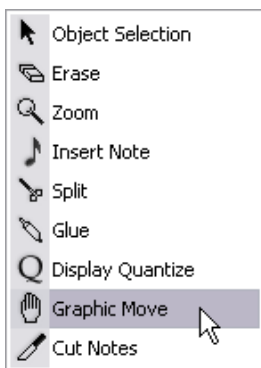 Object Selection
Erase
Zoom
Insert Note
Split
Glue
Display Quantize
Graphic Move
Cut Notes